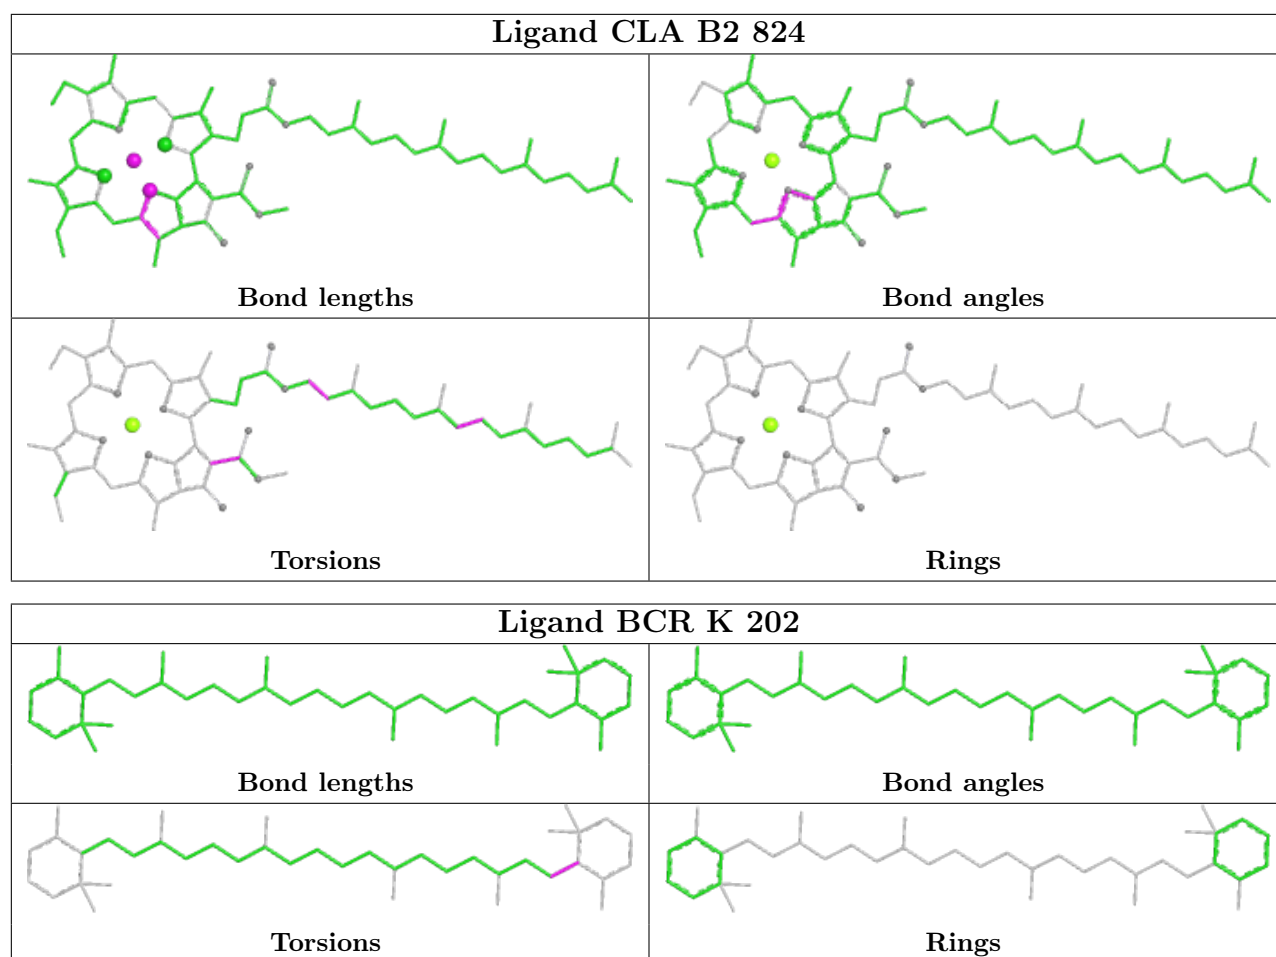 Ligand CLA B2 824
Bond lengths
Bond angles
Torsions
Rings
Ligand BCR K 202
Bond lengths
Bond angles
Torsions
Rings